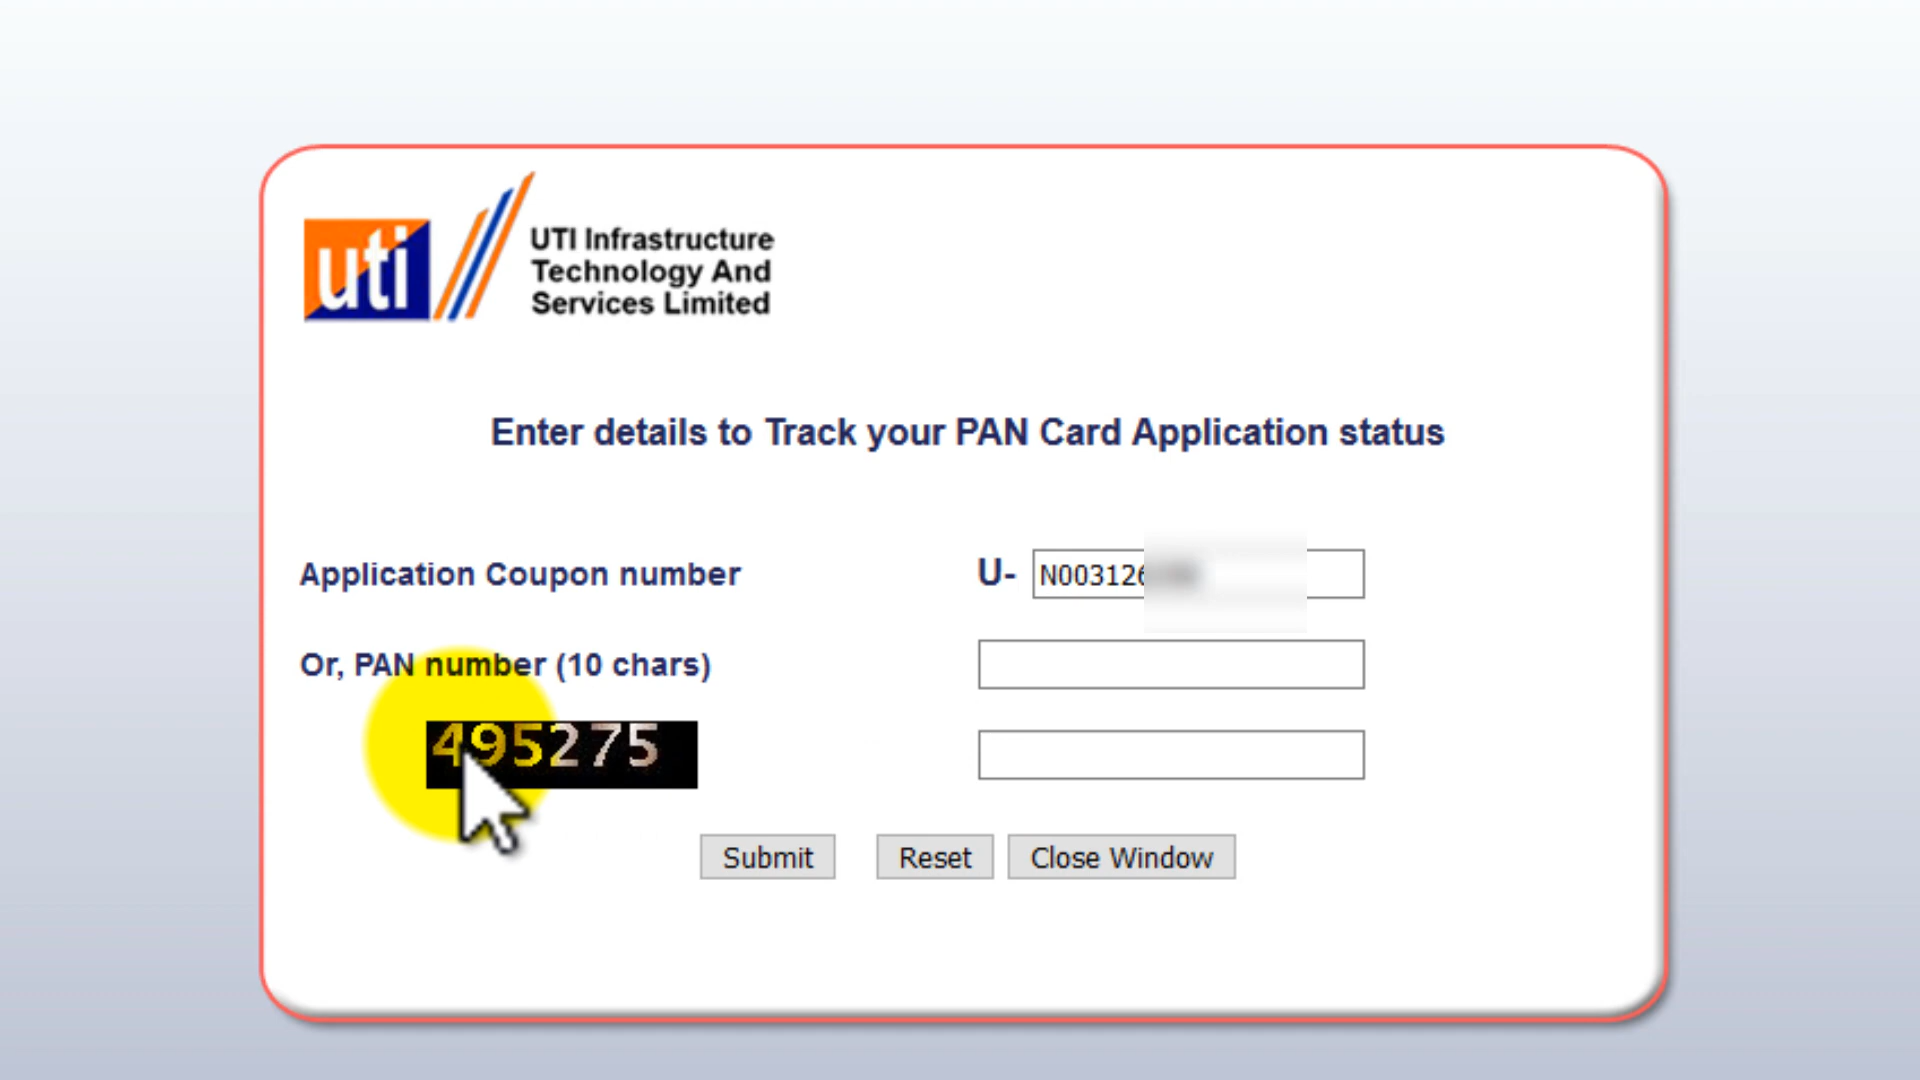 uti
UTI Infrastructure
Technology And
Services Limited
Enter details to Track your PAN Card Application status
Application Coupon number U- N003126
Or, PAN number (10 chars)
495275
Submit Reset Close Window